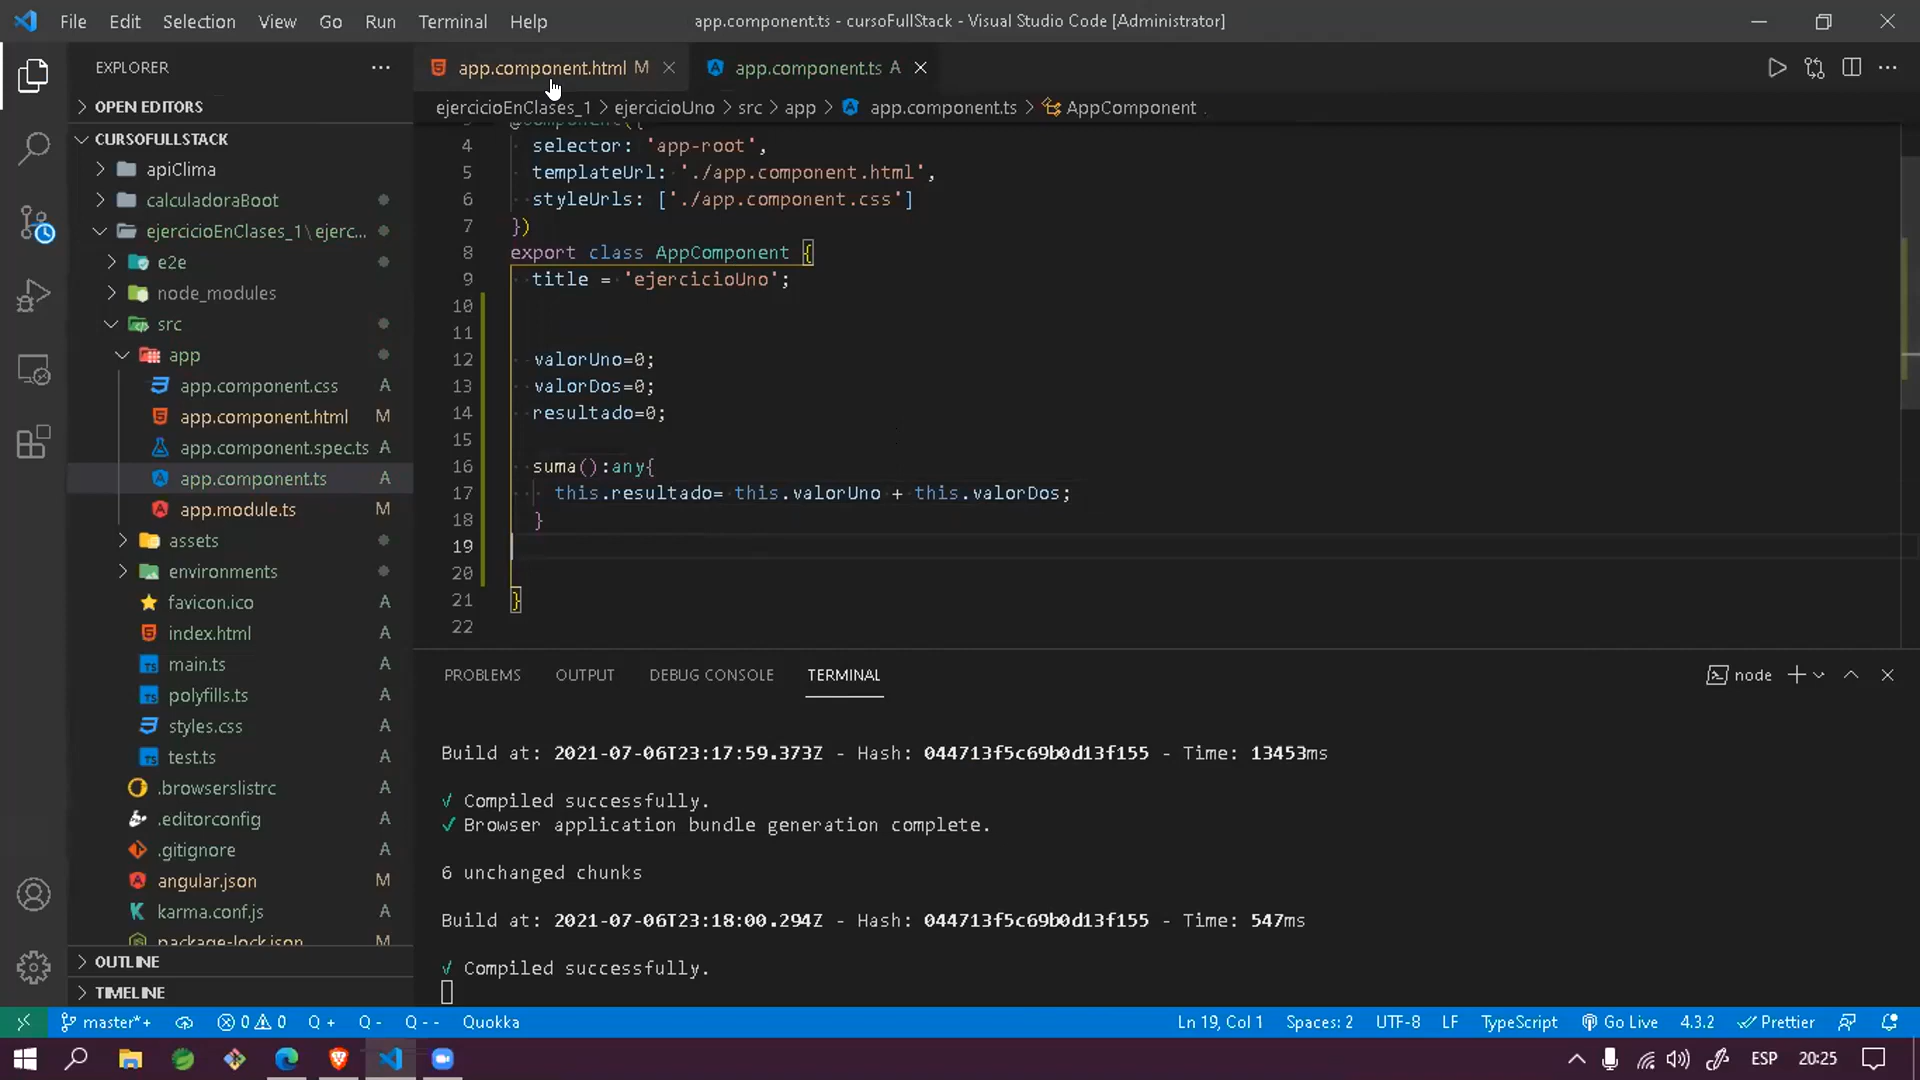 File Edit Selection View Go Run Terminal Help
app.component.ts - cursoFullStack - Visual Studio Code [Administrator]
EXPLORER
OPEN EDITORS
CURSOFULLSTACK
apiClima
calculadoraBoot
ejercicioEnClases_1\ejerc...
e2e
node_modules
src
app
app.component.css A
app.component.html M
app.component.spec.ts A
app.component.ts A
app.module.ts M
assets
environments
favicon.ico A
index.html A
main.ts A
polyfills.ts A
styles.css A
test.ts A
.browserslistrc A
.editorconfig A
.gitignore A
angular.json M
karma.conf.js A
package-lock.json M
OUTLINE
TIMELINE
app.component.html M
app.component.ts A
ejercicioEnClases_1 > ejercicioUno > src > app > app.component.ts > AppComponent
@Component({
4 selector: 'app-root',
5 templateUrl: './app.component.html',
6 styleUrls: ['./app.component.css']
7 })
8 export class AppComponent {
9 title = 'ejercicioUno';
10
11
12 valorUno=0;
13 valorDos=0;
14 resultado=0;
15
16 suma():any{
17 this.resultado= this.valorUno + this.valorDos;
18 }
19
20
21 }
22
PROBLEMS OUTPUT DEBUG CONSOLE TERMINAL
node
Build at: 2021-07-06T23:17:59.373Z - Hash: 044713f5c69b0d13f155 - Time: 13453ms
√ Compiled successfully.
√ Browser application bundle generation complete.
6 unchanged chunks
Build at: 2021-07-06T23:18:00.294Z - Hash: 044713f5c69b0d13f155 - Time: 547ms
√ Compiled successfully.
master*+ 0 0 Q + Q - Q - - Quokka
Ln 19, Col 1 Spaces: 2 UTF-8 LF TypeScript Go Live 4.3.2 Prettier
ESP 20:25